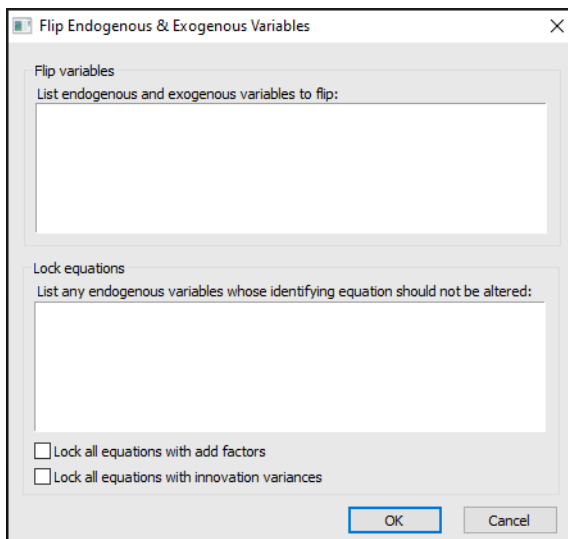 Flip Endogenous & Exogenous Variables
Flip variables
List endogenous and exogenous variables to flip:
Lock equations
List any endogenous variables whose identifying equation should not be altered:
Lock all equations with add factors
Lock all equations with innovation variances
OK
Cancel